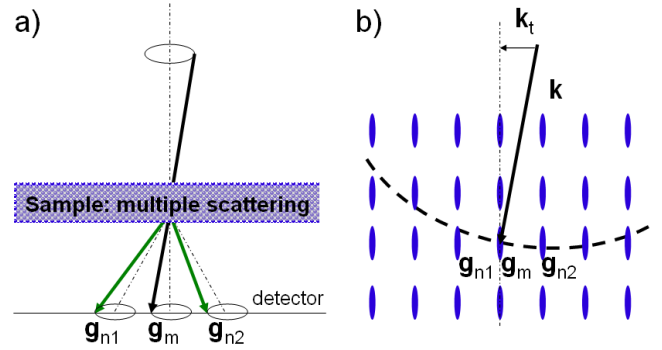 a)
Sample: multiple scattering
detector
g_n1 g_m g_n2
b)
k_t
k
g_n1 g_m g_n2